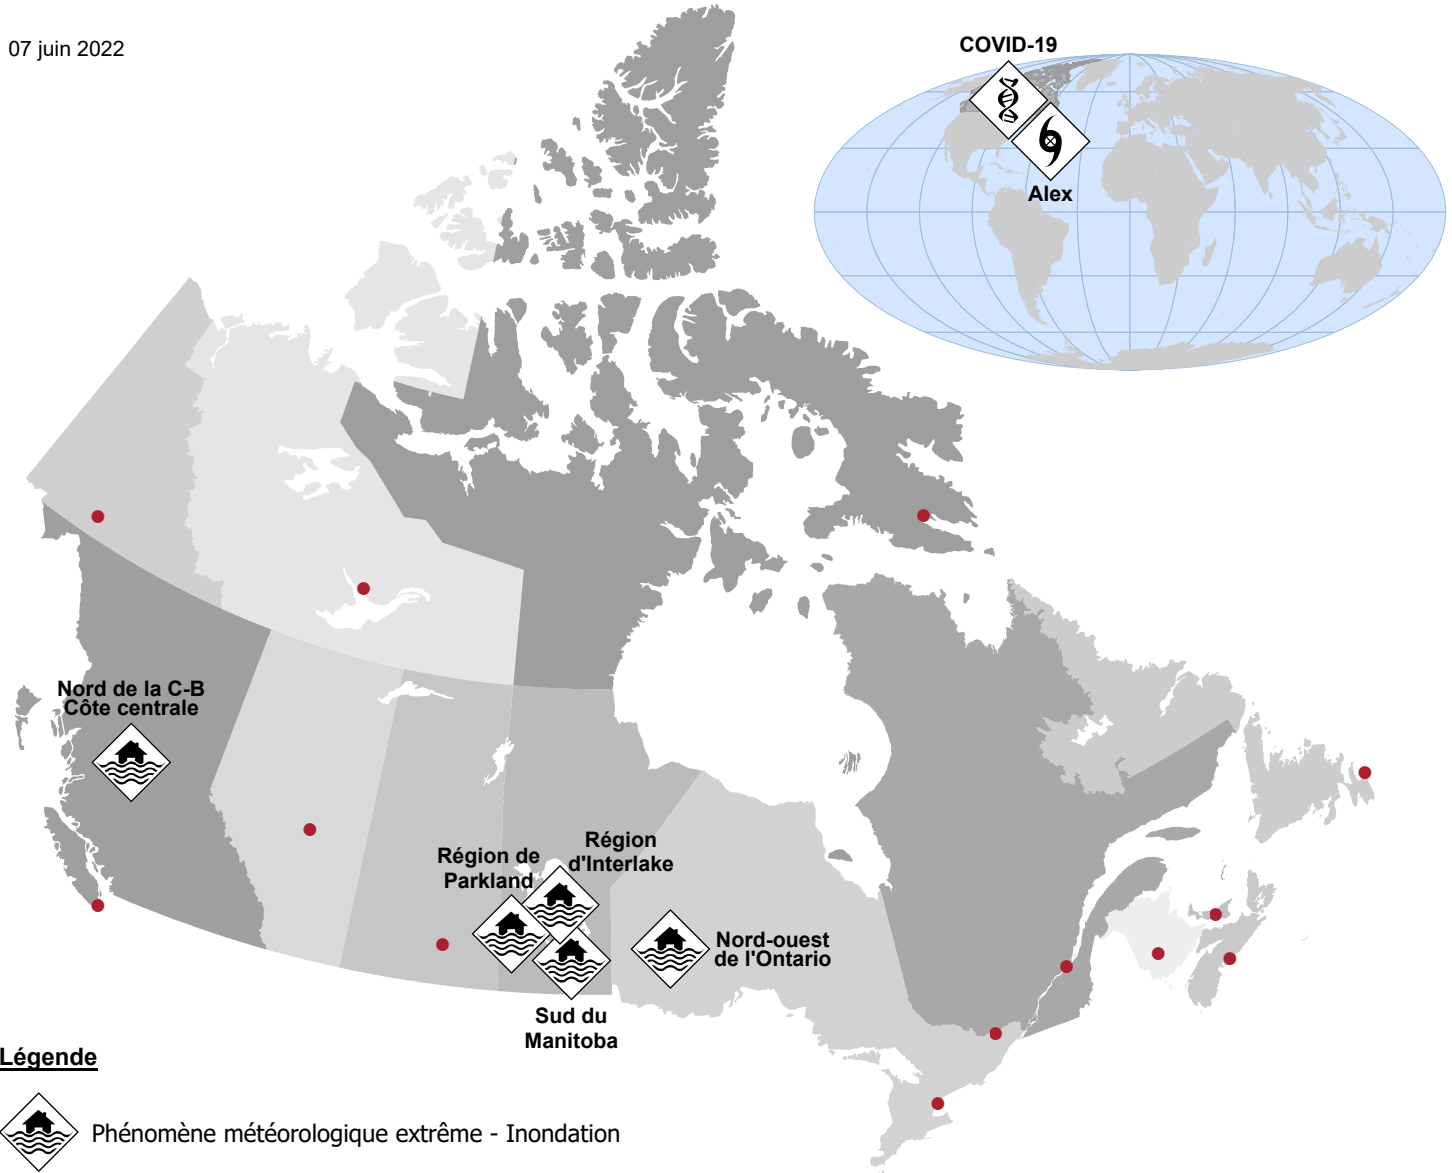 07 juin 2022
COVID-19
Alex
Nord de la C-B
Côte centrale
Région de
Parkland
Région
d'Interlake
Nord-ouest
de l'Ontario
Sud du
Manitoba
Légende
Phénomène météorologique extrême - Inondation